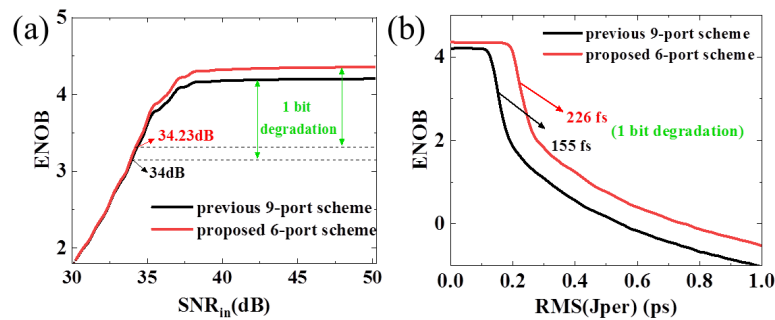 (a)
ENOB
5
4
3
2
30
35
40
45
50
SNRin(dB)
1 bit
degradation
34.23dB
34dB
previous 9-port scheme
proposed 6-port scheme
(b)
ENOB
4
2
0
0.0
0.2
0.4
0.6
0.8
1.0
RMS(Jper) (ps)
previous 9-port scheme
proposed 6-port scheme
226 fs
(1 bit degradation)
155 fs